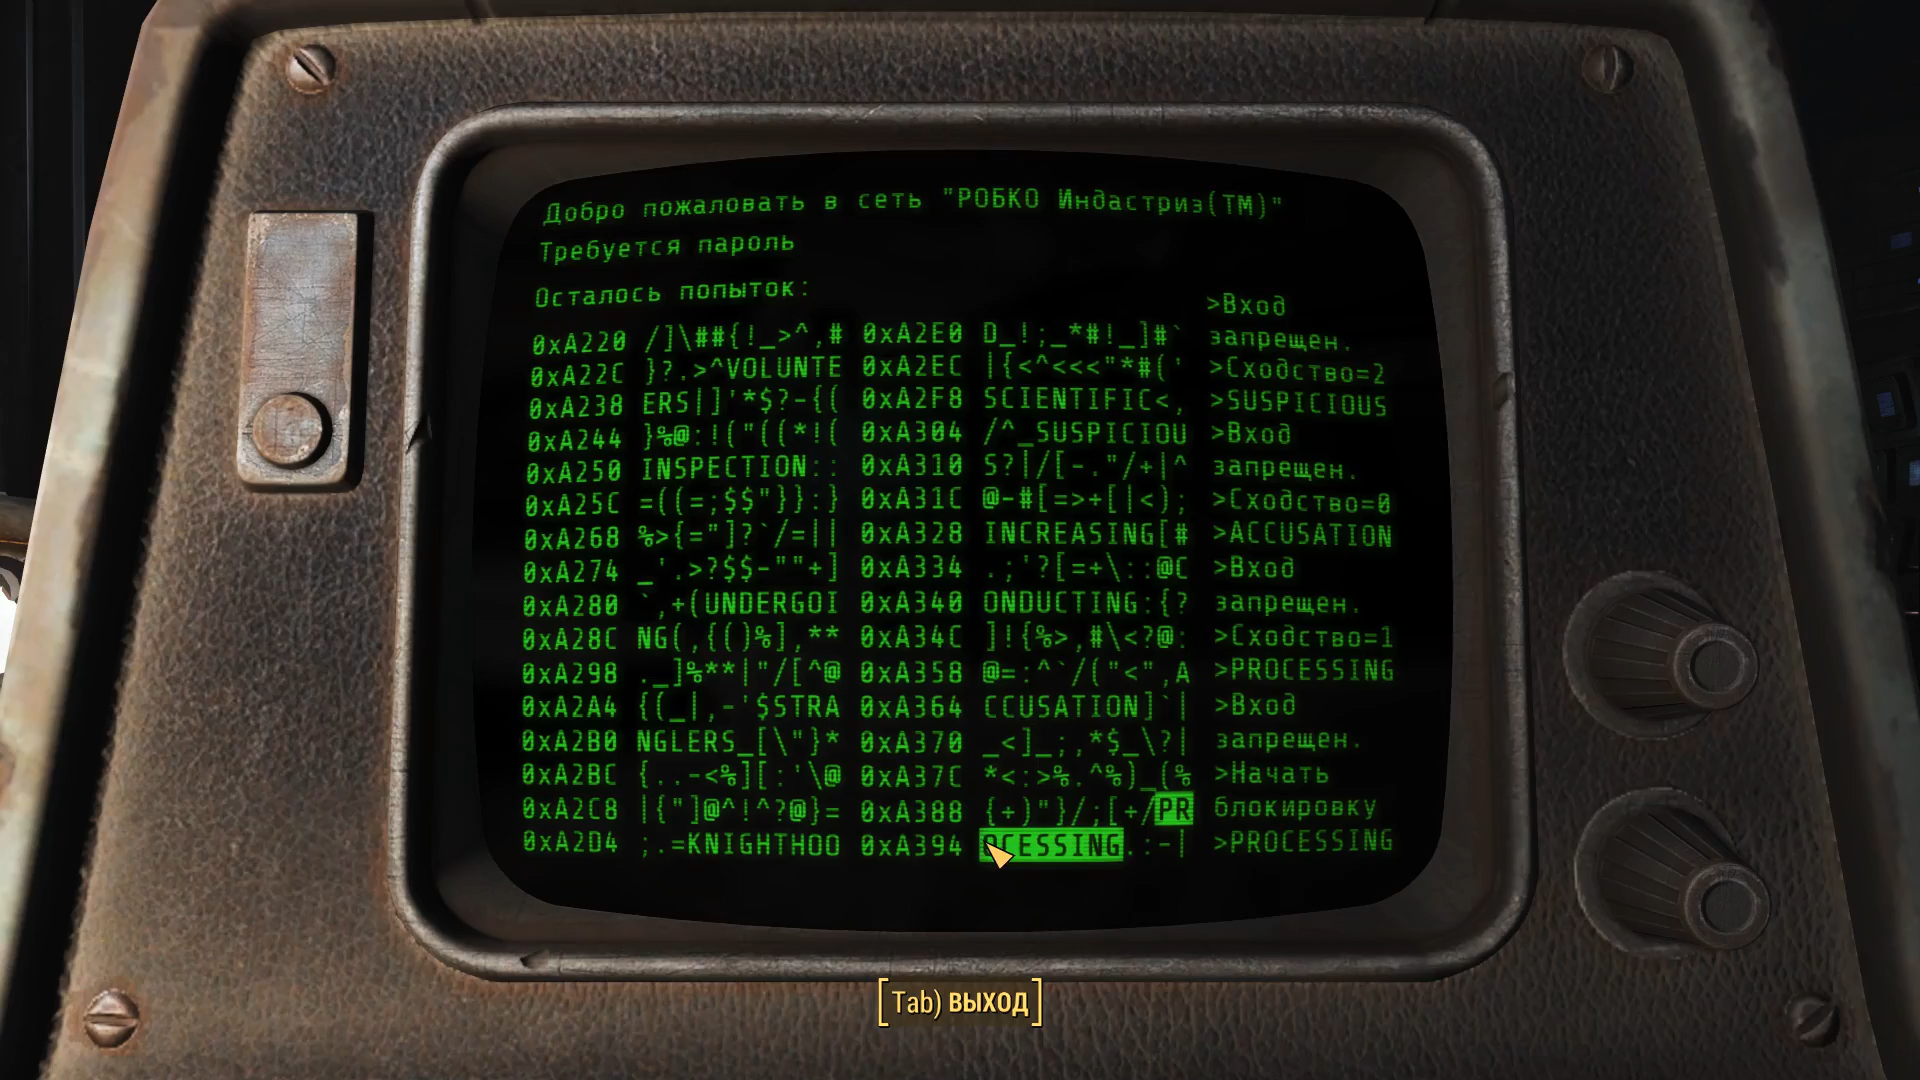 Добро пожаловать в сеть "РОБКО Индастриз(ТМ)"
Требуется пароль
Осталось попыток:
0xA220 /]\##{!_>^,#
0xA22C }?.>^VOLUNTE
0xA238 ERS|]'*$?-{(
0xA244 }%@:!("((*!(
0xA250 INSPECTION::
0xA25C =((=;$$"}}:}
0xA268 %>{="]?`/=||
0xA274 _'.>?$$-""+]
0xA280 `,+(UNDERGOI
0xA28C NG(,{()%],**
0xA298 ._]%**|"/[^@
0xA2A4 {(_|,-'$STRA
0xA2B0 NGLERS_[\"}*
0xA2BC {..-<%][:'\@
0xA2C8 |{"]@^!^?@}=
0xA2D4 ;.=KNIGHTHOO
0xA2E0 D_!;_*#!_]#`
0xA2EC |{<^<<<"*#('
0xA2F8 SCIENTIFIC<,
0xA304 /^_SUSPICIOU
0xA310 S?|/[-."/+|^
0xA31C @-#[=>+[|<);
0xA328 INCREASING[#
0xA334 .;'?[=+\::@C
0xA340 ONDUCTING:{?
0xA34C ]!{%>,#\<?@:
0xA358 @=:^`/("<",A
0xA364 CCUSATION]`|
0xA370 _<]_;,*$_\?|
0xA37C *<:>%.^%)_(%
0xA388 {+)"}/;[+/PR
0xA394 OCESSING.:-|
>Вход
запрещен.
>Сходство=2
>SUSPICIOUS
>Вход
запрещен.
>Сходство=0
>ACCUSATION
>Вход
запрещен.
>Сходство=1
>PROCESSING
>Вход
запрещен.
>Начать
блокировку
>PROCESSING
[Tab) ВЫХОД]